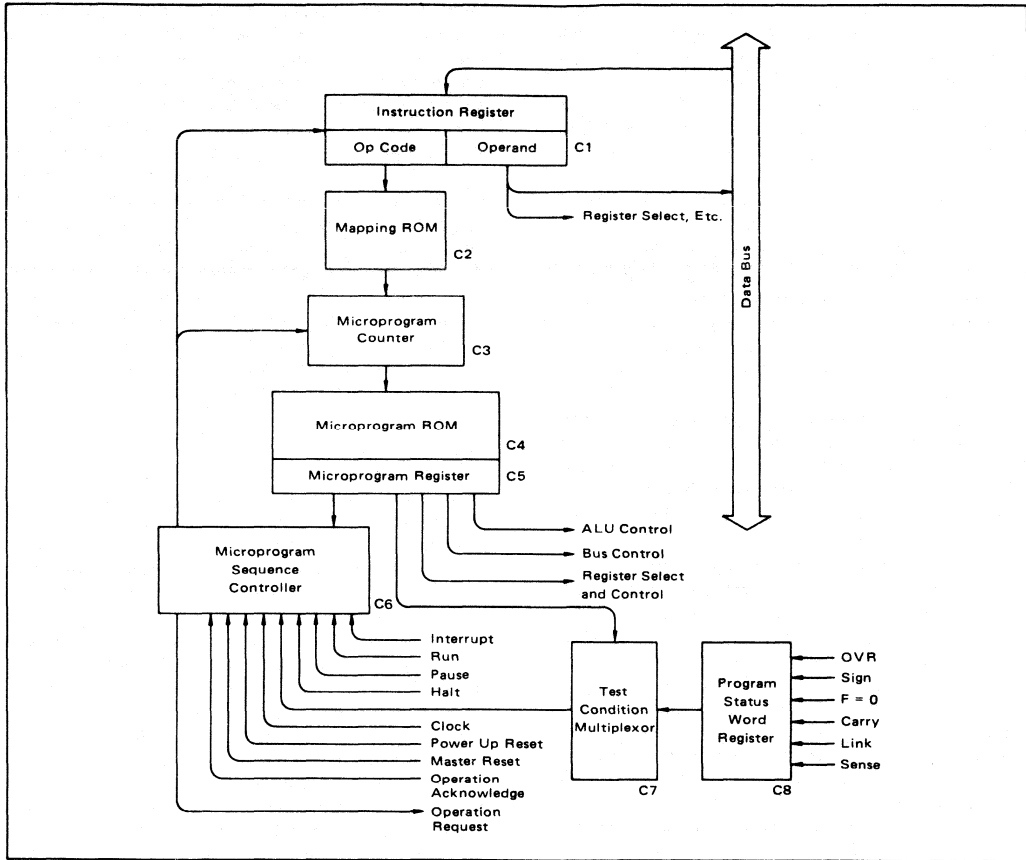 Instruction Register
Op Code
Operand
C1
Register Select, Etc.
Mapping ROM
C2
Data Bus
Microprogram
Counter
C3
Microprogram ROM
C4
Microprogram Register
C5
ALU Control
Bus Control
Register Select
and Control
Microprogram
Sequence
Controller
C6
Interrupt
Run
Pause
Halt
Clock
Power Up Reset
Master Reset
Operation
Acknowledge
Operation
Request
Test
Condition
Multiplexor
C7
Program
Status
Word
Register
C8
OVR
Sign
F = 0
Carry
Link
Sense